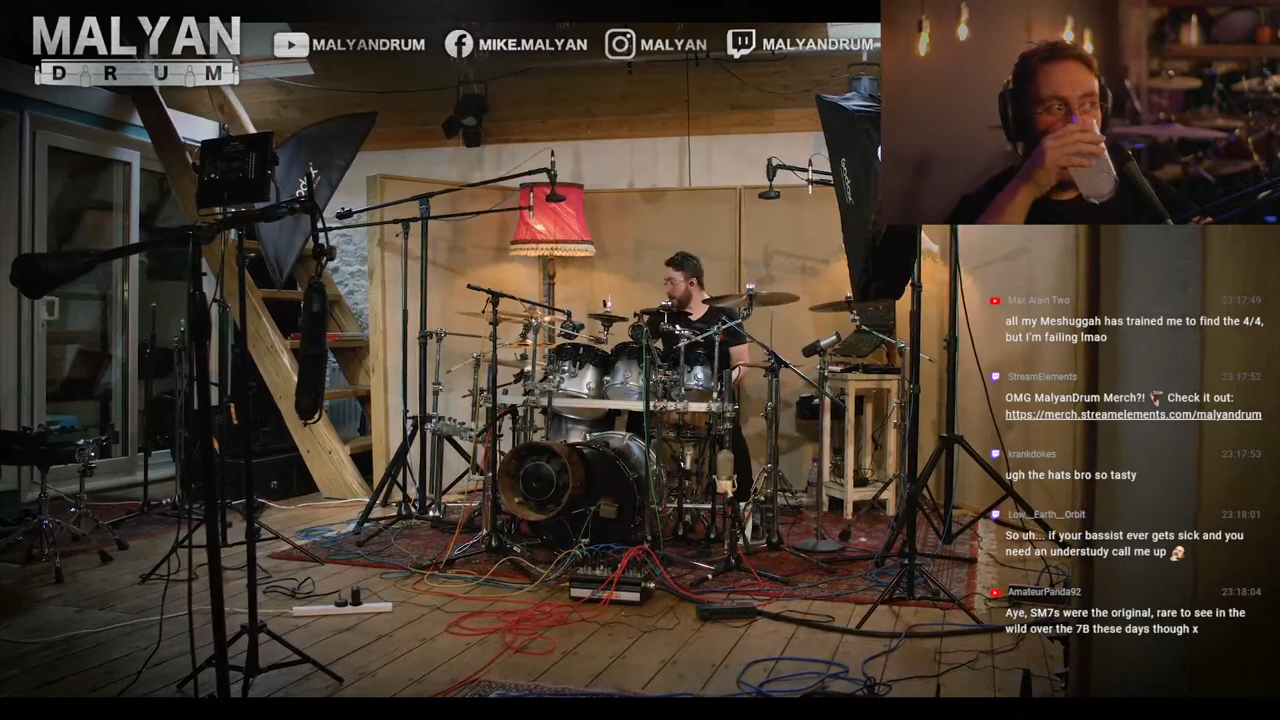 MALYAN
DRUM
MALYANDRUM
MIKE.MALYAN
MALYAN
MALYANDRUM
Max Alain Two 23:17:49
all my Meshuggah has trained me to find the 4/4,
but I'm failing lmao
StreamElements 23:17:52
OMG MalyanDrum Merch?! Check it out:
https://merch.streamelements.com/malyandrum
krankdokes 23:17:53
ugh the hats bro so tasty
Low_Earth_Orbit 23:18:01
So uh... If your bassist ever gets sick and you
need an understudy call me up
AmateurPanda92 23:18:04
Aye, SM7s were the original, rare to see in the
wild over the 7B these days though x